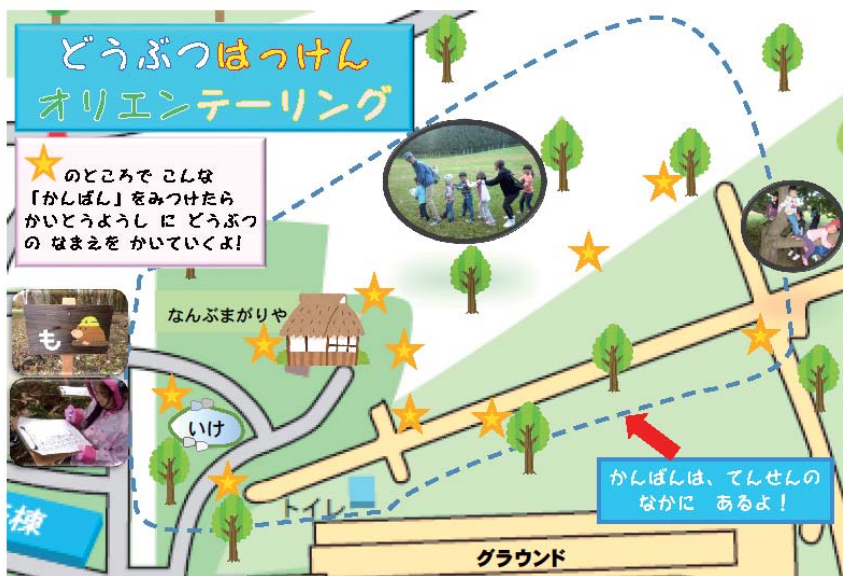 どうぶつはっけん
オリエンテーリング
のところで こんな
「かんばん」をみつけたら
かいとうようし に どうぶつ
の なまえを かいていくよ！
なんぶまがりや
も
いけ
トイレ
棟
かんばんは、てんせんの
なかに あるよ！
グラウンド